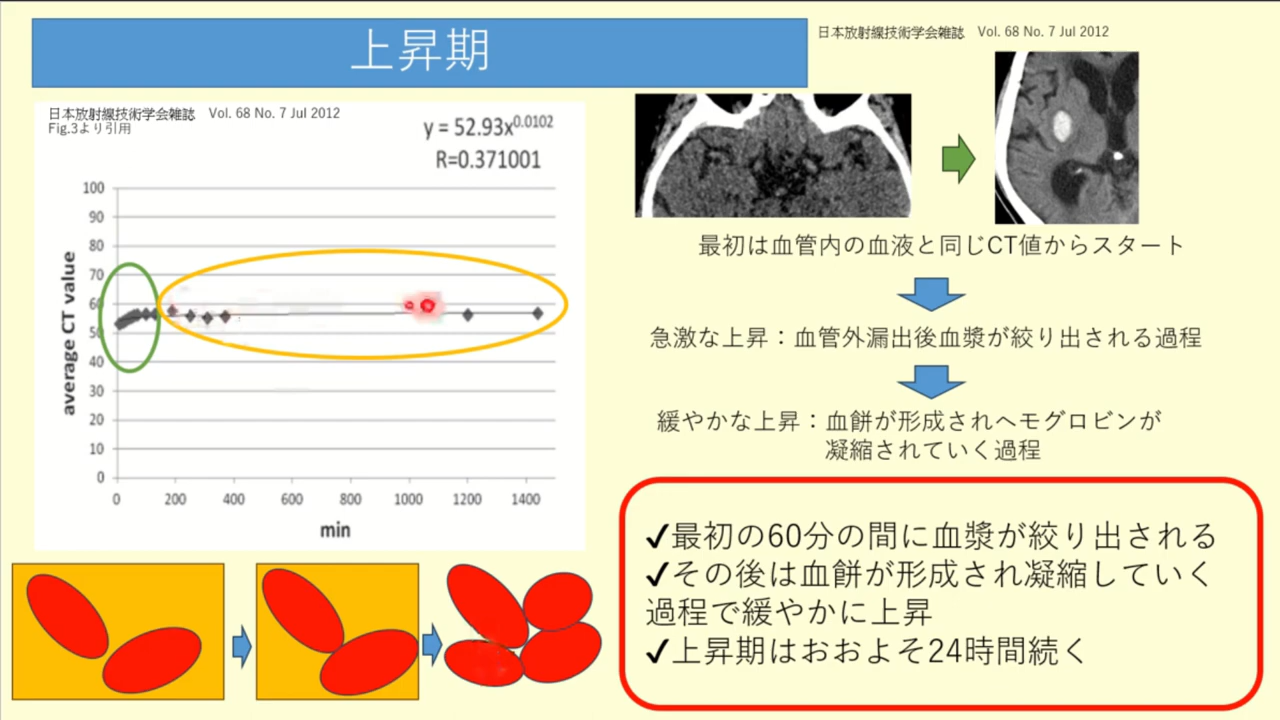 上昇期
日本放射線技術学会雑誌 Vol. 68 No. 7 Jul 2012
日本放射線技術学会雑誌 Vol. 68 No. 7 Jul 2012
Fig.3より引用
y = 52.93x^0.0102
R=0.371001
average CT value
100
90
80
70
60
50
40
30
20
10
0
0 200 400 600 800 1000 1200 1400
min
最初は血管内の血液と同じCT値からスタート
急激な上昇：血管外漏出後血漿が絞り出される過程
緩やかな上昇：血餅が形成されヘモグロビンが
凝縮されていく過程
✓最初の60分の間に血漿が絞り出される
✓その後は血餅が形成され凝縮していく
過程で緩やかに上昇
✓上昇期はおおよそ24時間続く